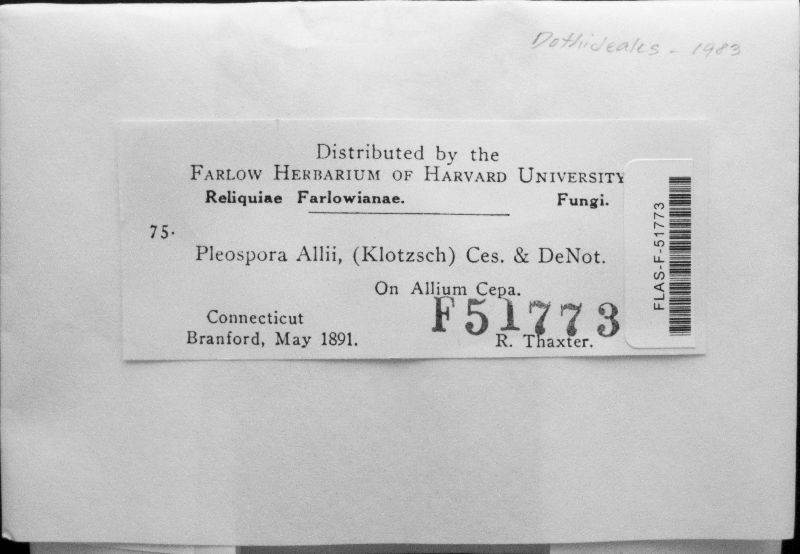 Dothideales - 1983
Distributed by the
FARLOW HERBARIUM OF HARVARD UNIVERSITY
Reliquiae Farlowianae. Fungi.
75.
Pleospora Allii, (Klotzsch) Ces. & DeNot.
On Allium Cepa.
Connecticut
F51773
Branford, May 1891. R. Thaxter.
FLAS-F-51773